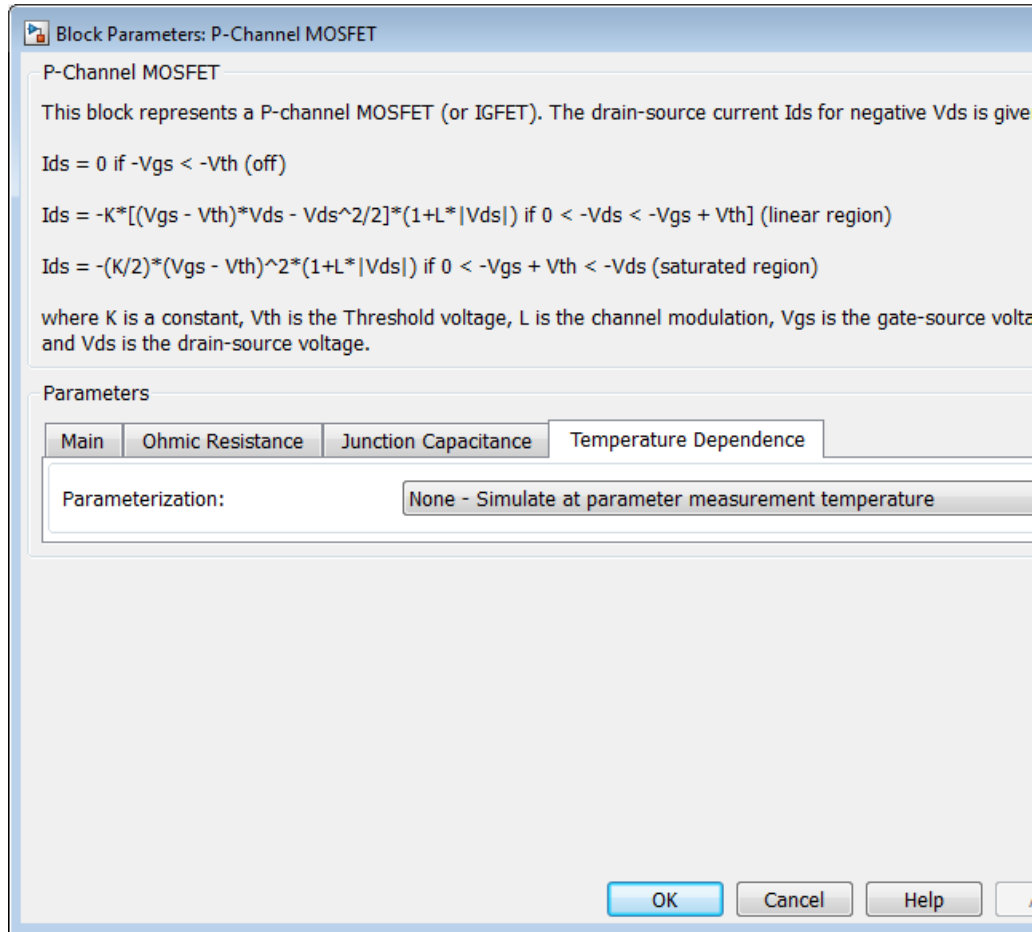 Block Parameters: P-Channel MOSFET
P-Channel MOSFET
This block represents a P-channel MOSFET (or IGFET). The drain-source current Ids for negative Vds is give
Ids = 0 if -Vgs < -Vth (off)
Ids = -K*[(Vgs - Vth)*Vds - Vds^2/2]*(1+L*|Vds|) if 0 < -Vds < -Vgs + Vth] (linear region)
Ids = -(K/2)*(Vgs - Vth)^2*(1+L*|Vds|) if 0 < -Vgs + Vth < -Vds (saturated region)
where K is a constant, Vth is the Threshold voltage, L is the channel modulation, Vgs is the gate-source volta
and Vds is the drain-source voltage.
Parameters
Main Ohmic Resistance Junction Capacitance Temperature Dependence
Parameterization: None - Simulate at parameter measurement temperature
OK Cancel Help